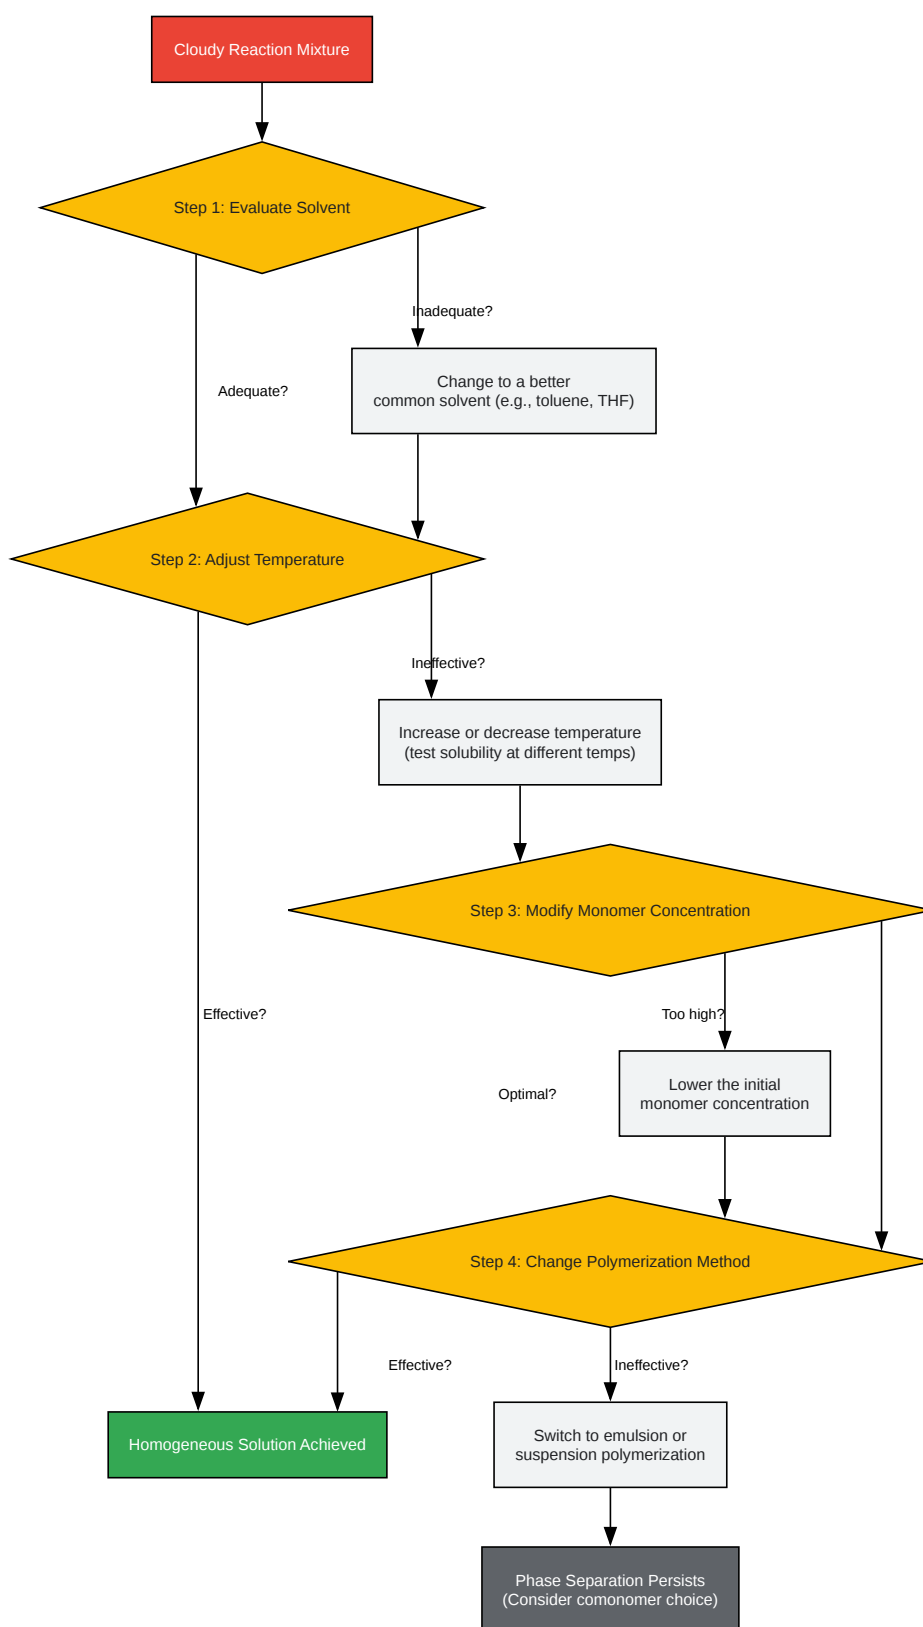 Cloudy Reaction Mixture
Step 1: Evaluate Solvent
Inadequate?
Change to a better
common solvent (e.g., toluene, THF)
Adequate?
Step 2: Adjust Temperature
Ineffective?
Increase or decrease temperature
(test solubility at different temps)
Step 3: Modify Monomer Concentration
Effective?
Too high?
Optimal?
Lower the initial
monomer concentration
Step 4: Change Polymerization Method
Effective?
Ineffective?
Homogeneous Solution Achieved
Switch to emulsion or
suspension polymerization
Phase Separation Persists
(Consider comonomer choice)